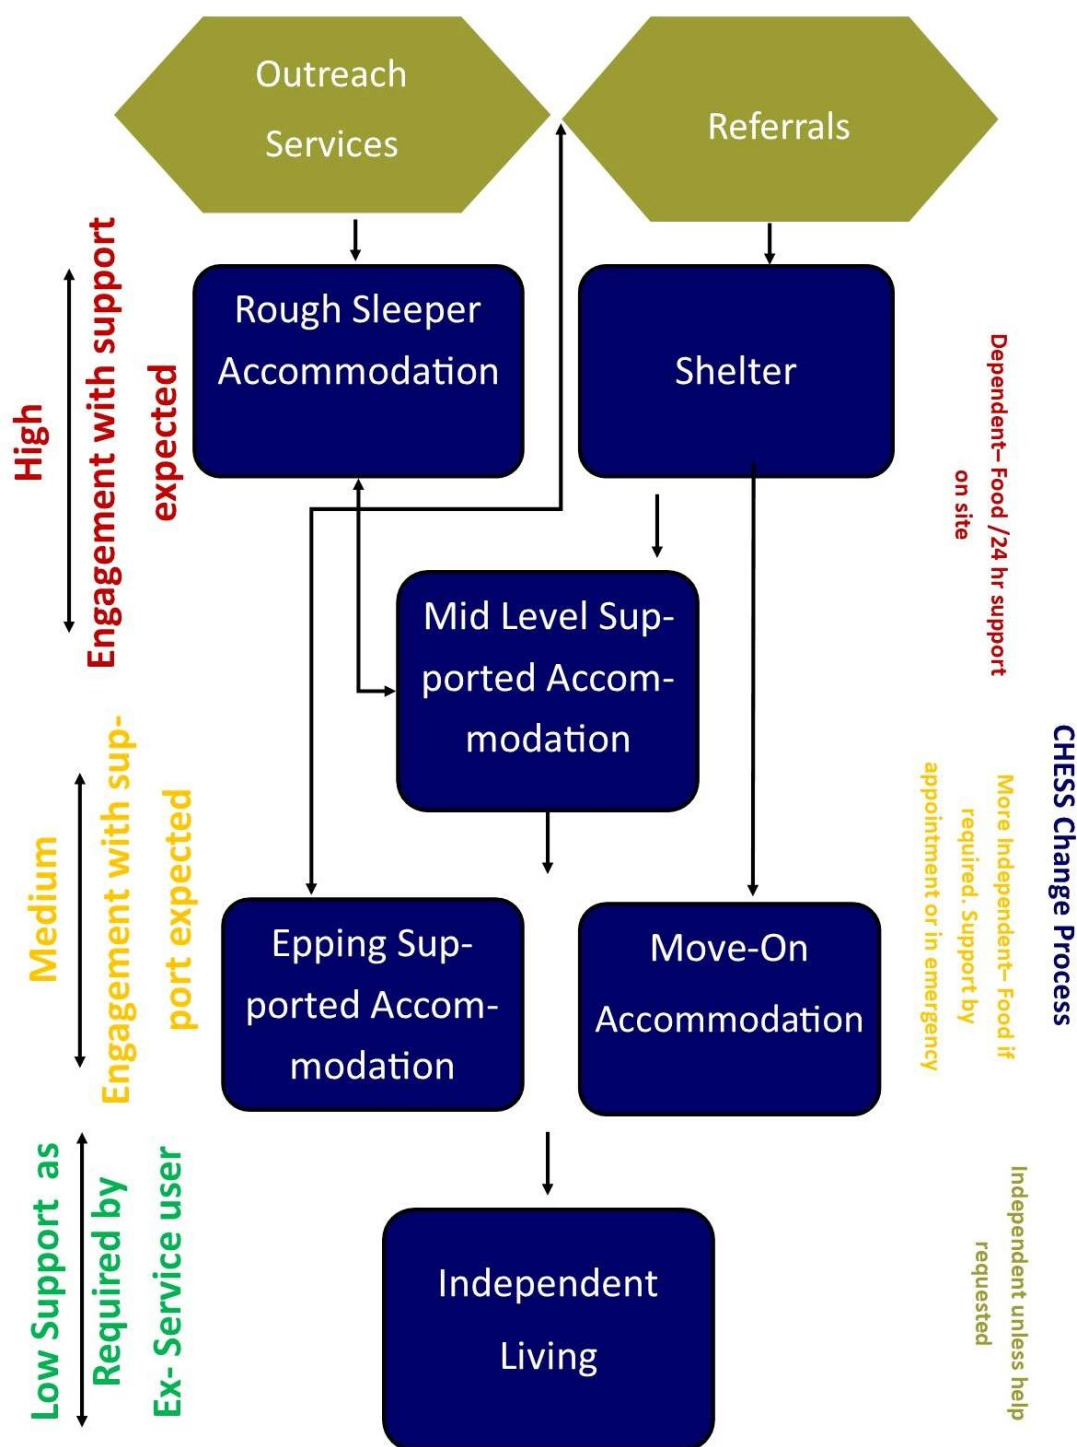 Outreach
Services
Referrals
Rough Sleeper
Accommodation
Shelter
High
Engagement with support
expected
Dependent– Food /24 hr support
on site
Mid Level Sup-
ported Accom-
modation
Medium
Engagement with sup-
port expected
More Independent– Food if
required. Support by
appointment or in emergency
CHESS Change Process
Epping Sup-
ported Accom-
modation
Move-On
Accommodation
Low Support as
Required by
Ex- Service user
Independent
Living
Independent unless help
requested